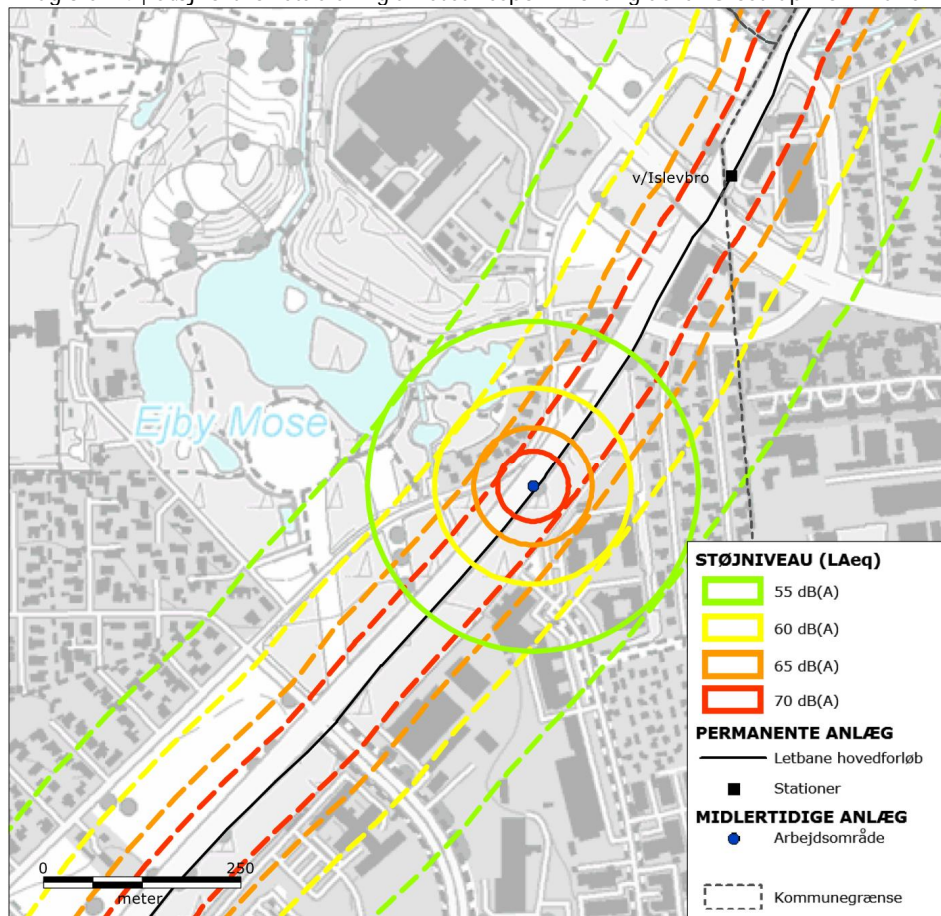 v/Islevbro
Ejby Mose
STØJNIVEAU (LAeq)
55 dB(A)
60 dB(A)
65 dB(A)
70 dB(A)
PERMANENTE ANLÆG
Letbane hovedforløb
Stationer
MIDLERTIDIGE ANLÆG
Arbejdsområde
Kommunegrænse
0 250
meter